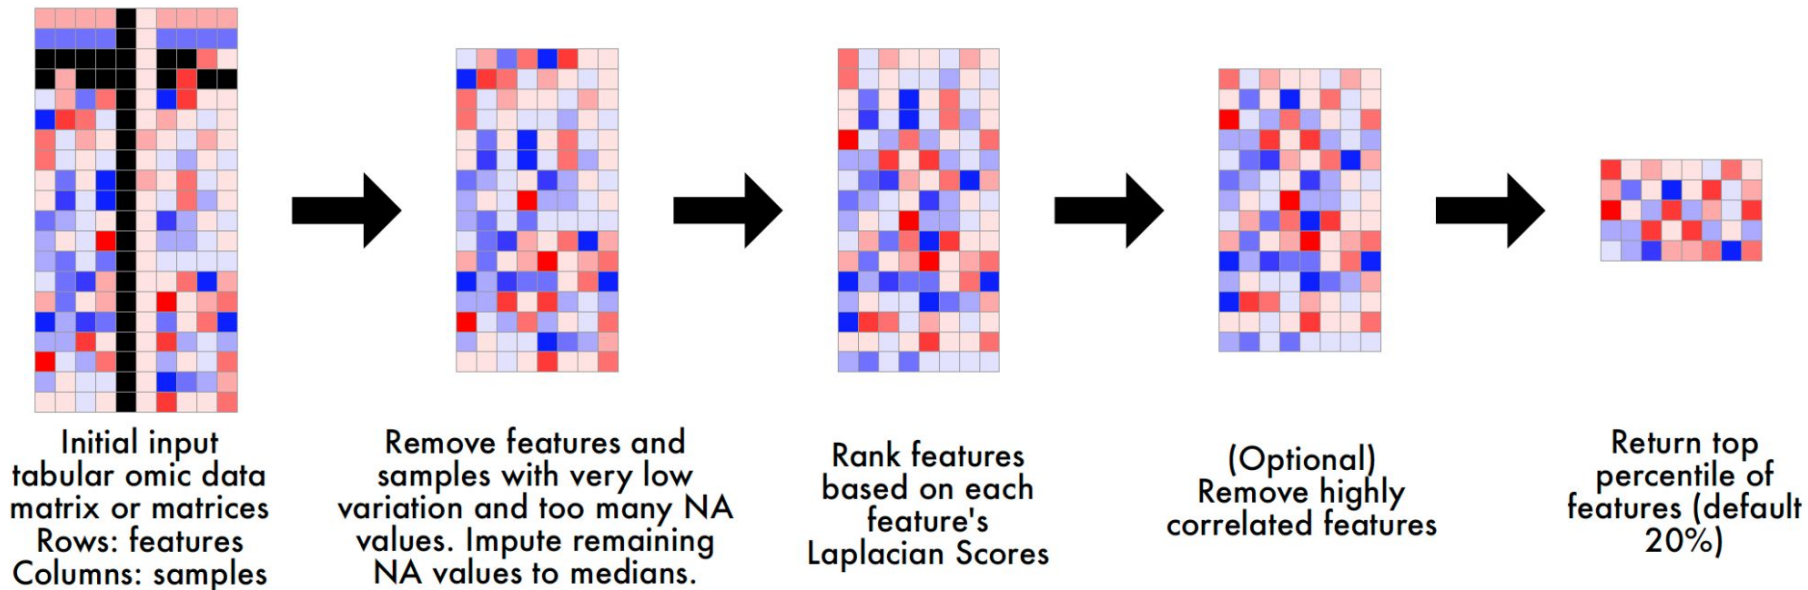 Initial input
tabular omic data
matrix or matrices
Rows: features
Columns: samples
Remove features and
samples with very low
variation and too many NA
values. Impute remaining
NA values to medians.
Rank features
based on each
feature's
Laplacian Scores
(Optional)
Remove highly
correlated features
Return top
percentile of
features (default
20%)